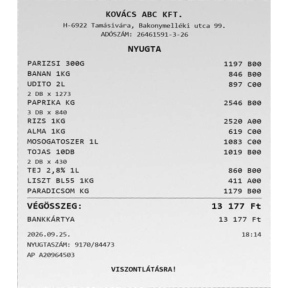 KOVÁCS ABC KFT.
H-6922 Tamásivára, Bakonymelléki utca 99.
ADÓSZÁM: 26461591-3-26
NYUGTA
PARIZSI 300G 1197 B00
BANAN 1KG 846 B00
UDITO 2L 897 C00
2 DB x 1273
PAPRIKA KG 2546 B00
3 DB x 840
RIZS 1KG 2520 A00
ALMA 1KG 619 C00
MOSOGATOSZER 1L 1083 C00
TOJAS 10DB 1019 B00
2 DB x 430
TEJ 2,8% 1L 860 B00
LISZT BL55 1KG 411 A00
PARADICSOM KG 1179 B00
VÉGÖSSZEG: 13 177 Ft
BANKKÁRTYA 13 177 Ft
2026.09.25. 18:14
NYUGTASZÁM: 9170/84473
AP A20964503
VISZONTLÁTÁSRA!